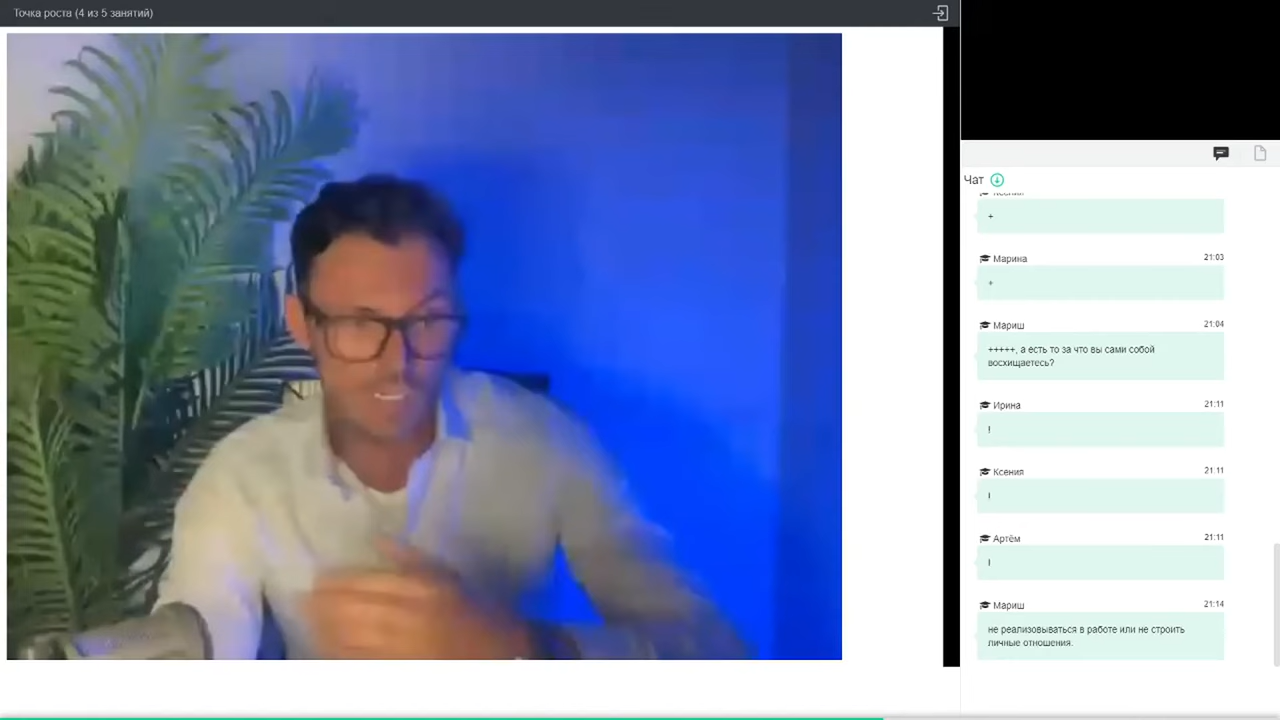 Точка роста (4 из 5 занятий)
Чат
Ксения
+
Марина 21:03
+
Мариш 21:04
+++++, а есть то за что вы сами собой
восхищаетесь?
Ирина 21:11
!
Ксения 21:11
!
Артём 21:11
!
Мариш 21:14
не реализовываться в работе или не строить
личные отношения.